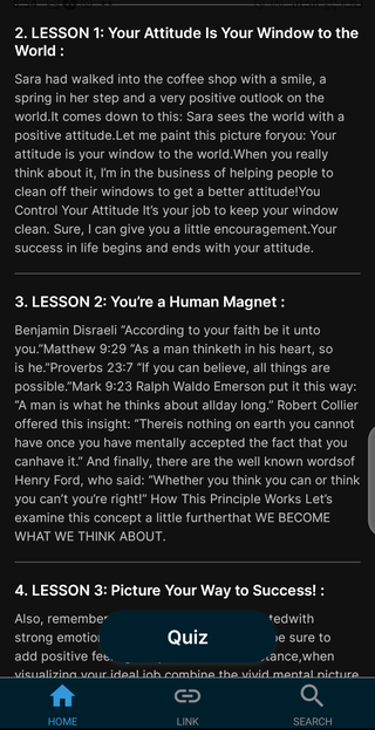 2. LESSON 1: Your Attitude Is Your Window to the
World :
Sara had walked into the coffee shop with a smile, a
spring in her step and a very positive outlook on the
world.It comes down to this: Sara sees the world with a
positive attitude.Let me paint this picture foryou: Your
attitude is your window to the world.When you really
think about it, I’m in the business of helping people to
clean off their windows to get a better attitude!You
Control Your Attitude It’s your job to keep your window
clean. Sure, I can give you a little encouragement.Your
success in life begins and ends with your attitude.
3. LESSON 2: You’re a Human Magnet :
Benjamin Disraeli “According to your faith be it unto
you.”Matthew 9:29 “As a man thinketh in his heart, so
is he.”Proverbs 23:7 “If you can believe, all things are
possible.”Mark 9:23 Ralph Waldo Emerson put it this way:
“A man is what he thinks about allday long.” Robert Collier
offered this insight: “Thereis nothing on earth you cannot
have once you have mentally accepted the fact that you
canhave it.” And finally, there are the well known wordsof
Henry Ford, who said: “Whether you think you can or think
you can’t you’re right!” How This Principle Works Let’s
examine this concept a little furtherthat WE BECOME
WHAT WE THINK ABOUT.
4. LESSON 3: Picture Your Way to Success! :
Also, remember tedwith
strong emotio be sure to
add positive fee tance,when
visualizing your ideal job combine the vivid mental picture
Quiz
HOME LINK SEARCH